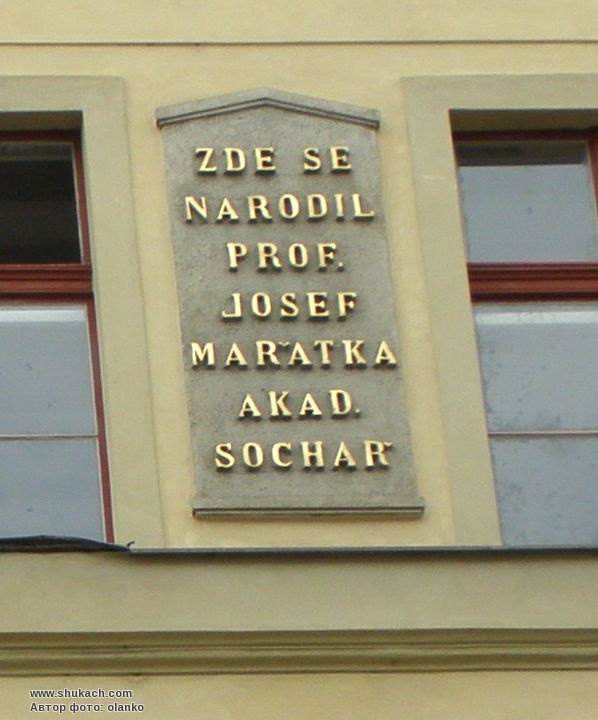 ZDE SE
NARODIL
PROF.
JOSEF
MAŘATKA
AKAD.
SOCHAŘ
www.shukach.com
Автор фото: olanko